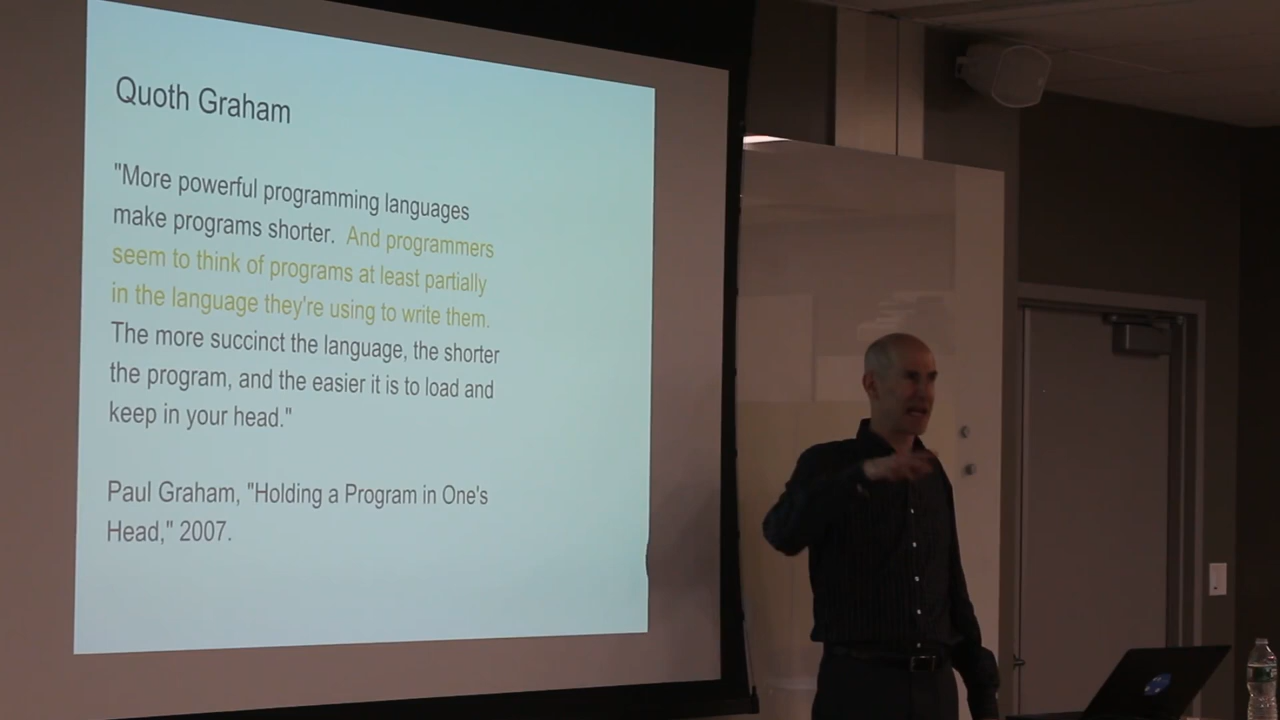 Quoth Graham
"More powerful programming languages
make programs shorter. And programmers
seem to think of programs at least partially
in the language they're using to write them.
The more succinct the language, the shorter
the program, and the easier it is to load and
keep in your head."
Paul Graham, "Holding a Program in One's
Head," 2007.